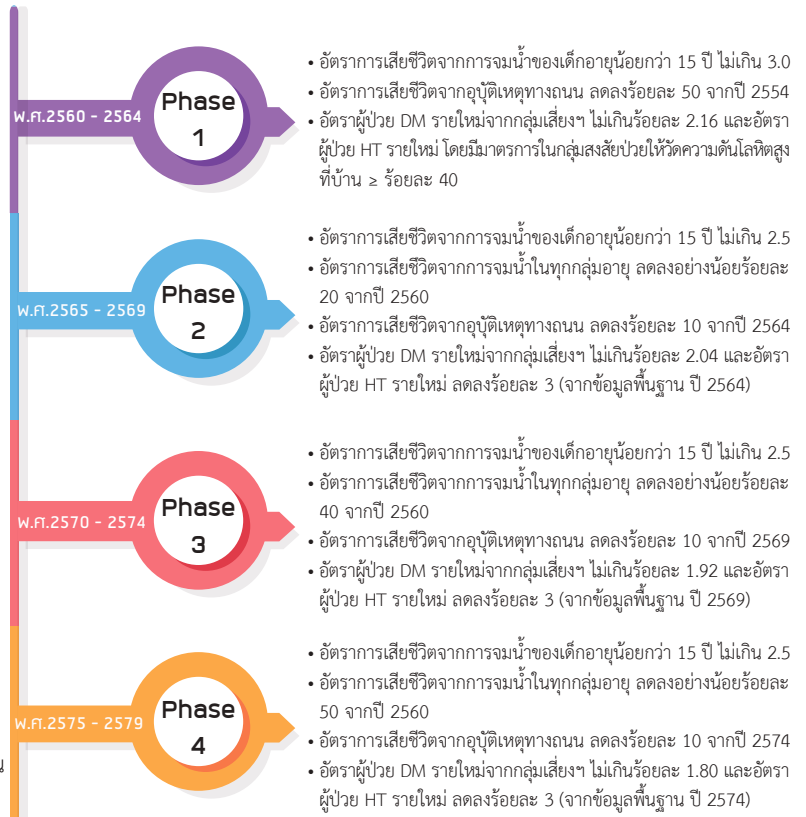 พ.ศ.2560 - 2564
Phase
1
• อัตราการเสียชีวิตจากการจมน้ำของเด็กอายุน้อยกว่า 15 ปี ไม่เกิน 3.0
• อัตราการเสียชีวิตจากอุบัติเหตุทางถนน ลดลงร้อยละ 50 จากปี 2554
• อัตราผู้ป่วย DM รายใหม่จากกลุ่มเสี่ยงฯ ไม่เกินร้อยละ 2.16 และอัตรา
ผู้ป่วย HT รายใหม่ โดยมีมาตรการในกลุ่มสงสัยป่วยให้วัดความดันโลหิตสูง
ที่บ้าน ≥ ร้อยละ 40
พ.ศ.2565 - 2569
Phase
2
• อัตราการเสียชีวิตจากการจมน้ำของเด็กอายุน้อยกว่า 15 ปี ไม่เกิน 2.5
• อัตราการเสียชีวิตจากการจมน้ำในทุกกลุ่มอายุ ลดลงอย่างน้อยร้อยละ
20 จากปี 2560
• อัตราการเสียชีวิตจากอุบัติเหตุทางถนน ลดลงร้อยละ 10 จากปี 2564
• อัตราผู้ป่วย DM รายใหม่จากกลุ่มเสี่ยงฯ ไม่เกินร้อยละ 2.04 และอัตรา
ผู้ป่วย HT รายใหม่ ลดลงร้อยละ 3 (จากข้อมูลพื้นฐาน ปี 2564)
พ.ศ.2570 - 2574
Phase
3
• อัตราการเสียชีวิตจากการจมน้ำของเด็กอายุน้อยกว่า 15 ปี ไม่เกิน 2.5
• อัตราการเสียชีวิตจากการจมน้ำในทุกกลุ่มอายุ ลดลงอย่างน้อยร้อยละ
40 จากปี 2560
• อัตราการเสียชีวิตจากอุบัติเหตุทางถนน ลดลงร้อยละ 10 จากปี 2569
• อัตราผู้ป่วย DM รายใหม่จากกลุ่มเสี่ยงฯ ไม่เกินร้อยละ 1.92 และอัตรา
ผู้ป่วย HT รายใหม่ ลดลงร้อยละ 3 (จากข้อมูลพื้นฐาน ปี 2569)
พ.ศ.2575 - 2579
Phase
4
• อัตราการเสียชีวิตจากการจมน้ำของเด็กอายุน้อยกว่า 15 ปี ไม่เกิน 2.5
• อัตราการเสียชีวิตจากการจมน้ำในทุกกลุ่มอายุ ลดลงอย่างน้อยร้อยละ
50 จากปี 2560
• อัตราการเสียชีวิตจากอุบัติเหตุทางถนน ลดลงร้อยละ 10 จากปี 2574
• อัตราผู้ป่วย DM รายใหม่จากกลุ่มเสี่ยงฯ ไม่เกินร้อยละ 1.80 และอัตรา
ผู้ป่วย HT รายใหม่ ลดลงร้อยละ 3 (จากข้อมูลพื้นฐาน ปี 2574)